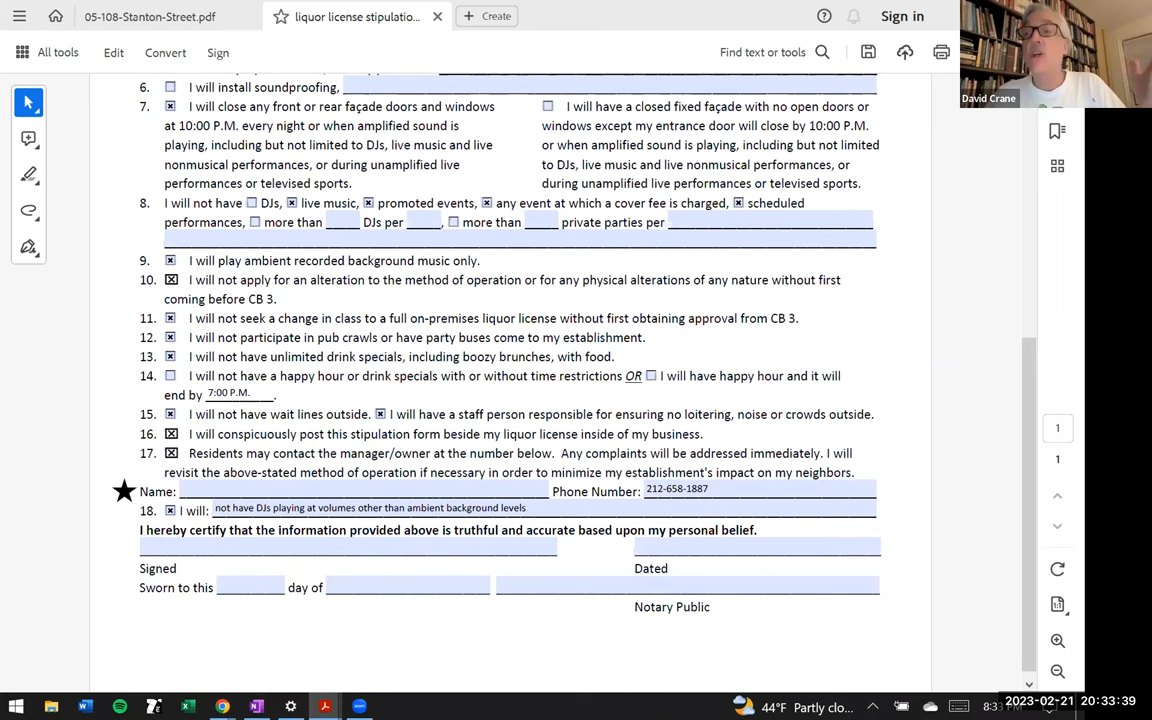 05-108-Stanton-Street.pdf
liquor license stipulatio...
Create
Sign in
All tools
Edit
Convert
Sign
Find text or tools
David Crane
6. I will install soundproofing,
7. I will close any front or rear façade doors and windows
at 10:00 P.M. every night or when amplified sound is
playing, including but not limited to DJs, live music and live
nonmusical performances, or during unamplified live
performances or televised sports.
I will have a closed fixed façade with no open doors or
windows except my entrance door will close by 10:00 P.M.
or when amplified sound is playing, including but not limited
to DJs, live music and live nonmusical performances, or
during unamplified live performances or televised sports.
8. I will not have DJs, live music, promoted events, any event at which a cover fee is charged, scheduled
performances, more than _____ DJs per _____, more than _____ private parties per
9. I will play ambient recorded background music only.
10. I will not apply for an alteration to the method of operation or for any physical alterations of any nature without first
coming before CB 3.
11. I will not seek a change in class to a full on-premises liquor license without first obtaining approval from CB 3.
12. I will not participate in pub crawls or have party buses come to my establishment.
13. I will not have unlimited drink specials, including boozy brunches, with food.
14. I will not have a happy hour or drink specials with or without time restrictions OR I will have happy hour and it will
end by 7:00 P.M.
15. I will not have wait lines outside. I will have a staff person responsible for ensuring no loitering, noise or crowds outside.
16. I will conspicuously post this stipulation form beside my liquor license inside of my business.
17. Residents may contact the manager/owner at the number below. Any complaints will be addressed immediately. I will
revisit the above-stated method of operation if necessary in order to minimize my establishment's impact on my neighbors.
Name: Phone Number: 212-658-1887
18. I will: not have DJs playing at volumes other than ambient background levels
I hereby certify that the information provided above is truthful and accurate based upon my personal belief.
Signed Dated
Sworn to this day of
Notary Public
1
1
44°F Partly clo...
8:33
2023-02-21 20:33:39